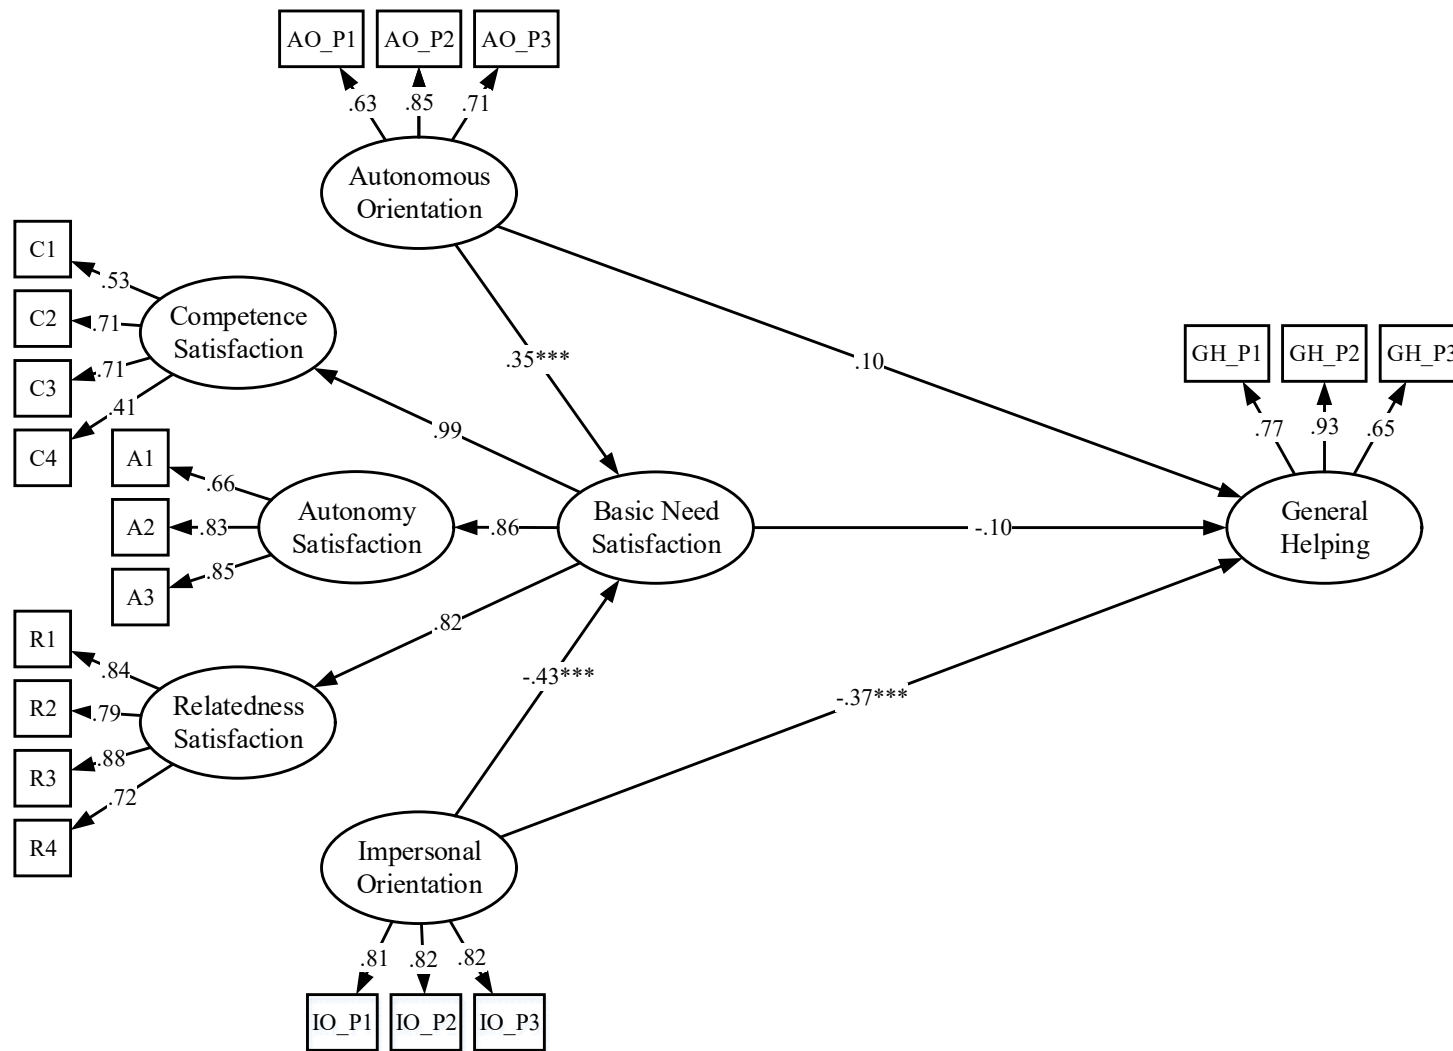 AO_P1
AO_P2
AO_P3
.63
.85
.71
Autonomous
Orientation
C1
C2
C3
C4
.53
.71
.71
.41
Competence
Satisfaction
.35***
.10
.99
GH_P1
GH_P2
GH_P3
.77
.93
.65
A1
A2
A3
.66
.83
.85
Autonomy
Satisfaction
.86
Basic Need
Satisfaction
-.10
General
Helping
R1
R2
R3
R4
.84
.79
.88
.72
Relatedness
Satisfaction
.82
-.43***
-.37***
Impersonal
Orientation
.81
.82
.82
IO_P1
IO_P2
IO_P3